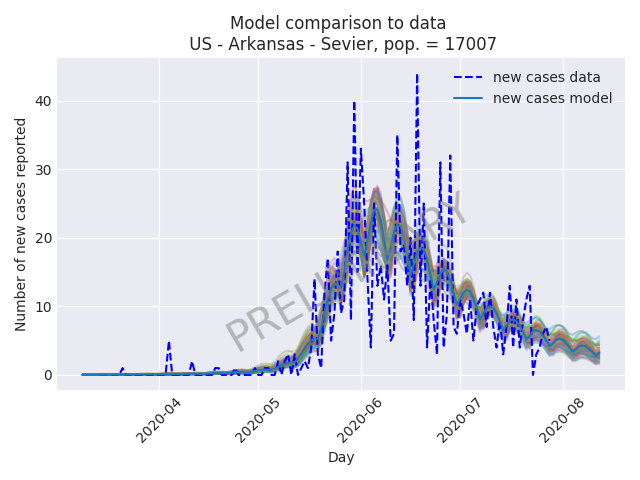 Model comparison to data
US - Arkansas - Sevier, pop. = 17007
new cases data
new cases model
Number of new cases reported
40
30
20
10
0
PRELIMINARY
2020-04
2020-05
2020-06
2020-07
2020-08
Day